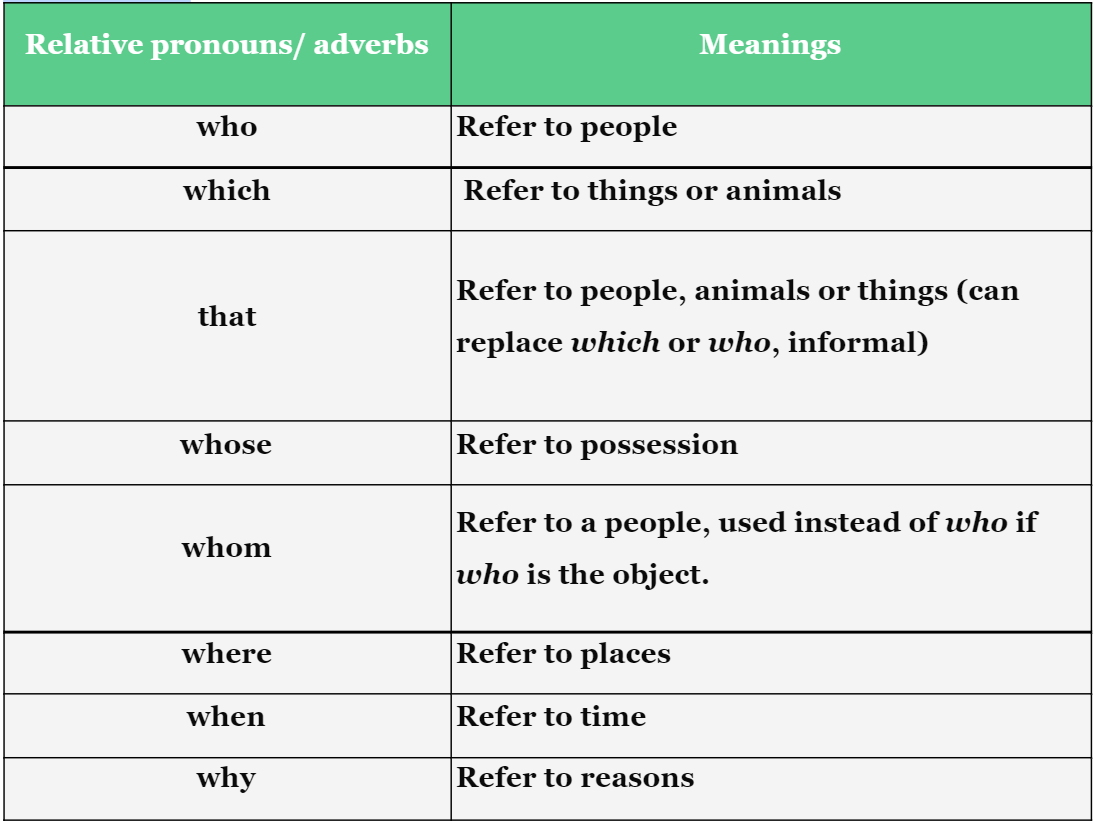 Relative pronouns/ adverbs
Meanings
who
Refer to people
which
Refer to things or animals
that
Refer to people, animals or things (can
replace which or who, informal)
whose
Refer to possession
whom
Refer to a people, used instead of who if
who is the object.
where
Refer to places
when
Refer to time
why
Refer to reasons